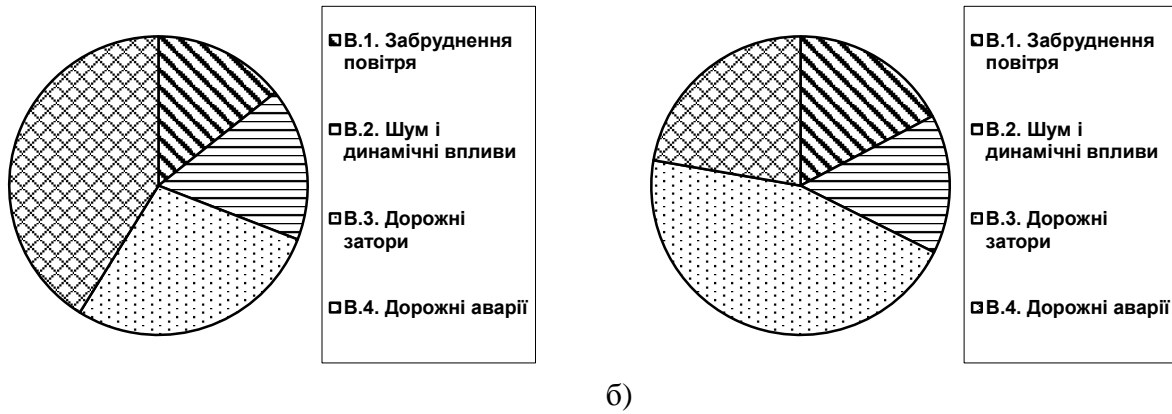 В.1. Забруднення
повітря
В.2. Шум і
динамічні впливи
В.3. Дорожні
затори
В.4. Дорожні аварії
В.1. Забруднення
повітря
В.2. Шум і
динамічні впливи
В.3. Дорожні
затори
В.4. Дорожні аварії
б)